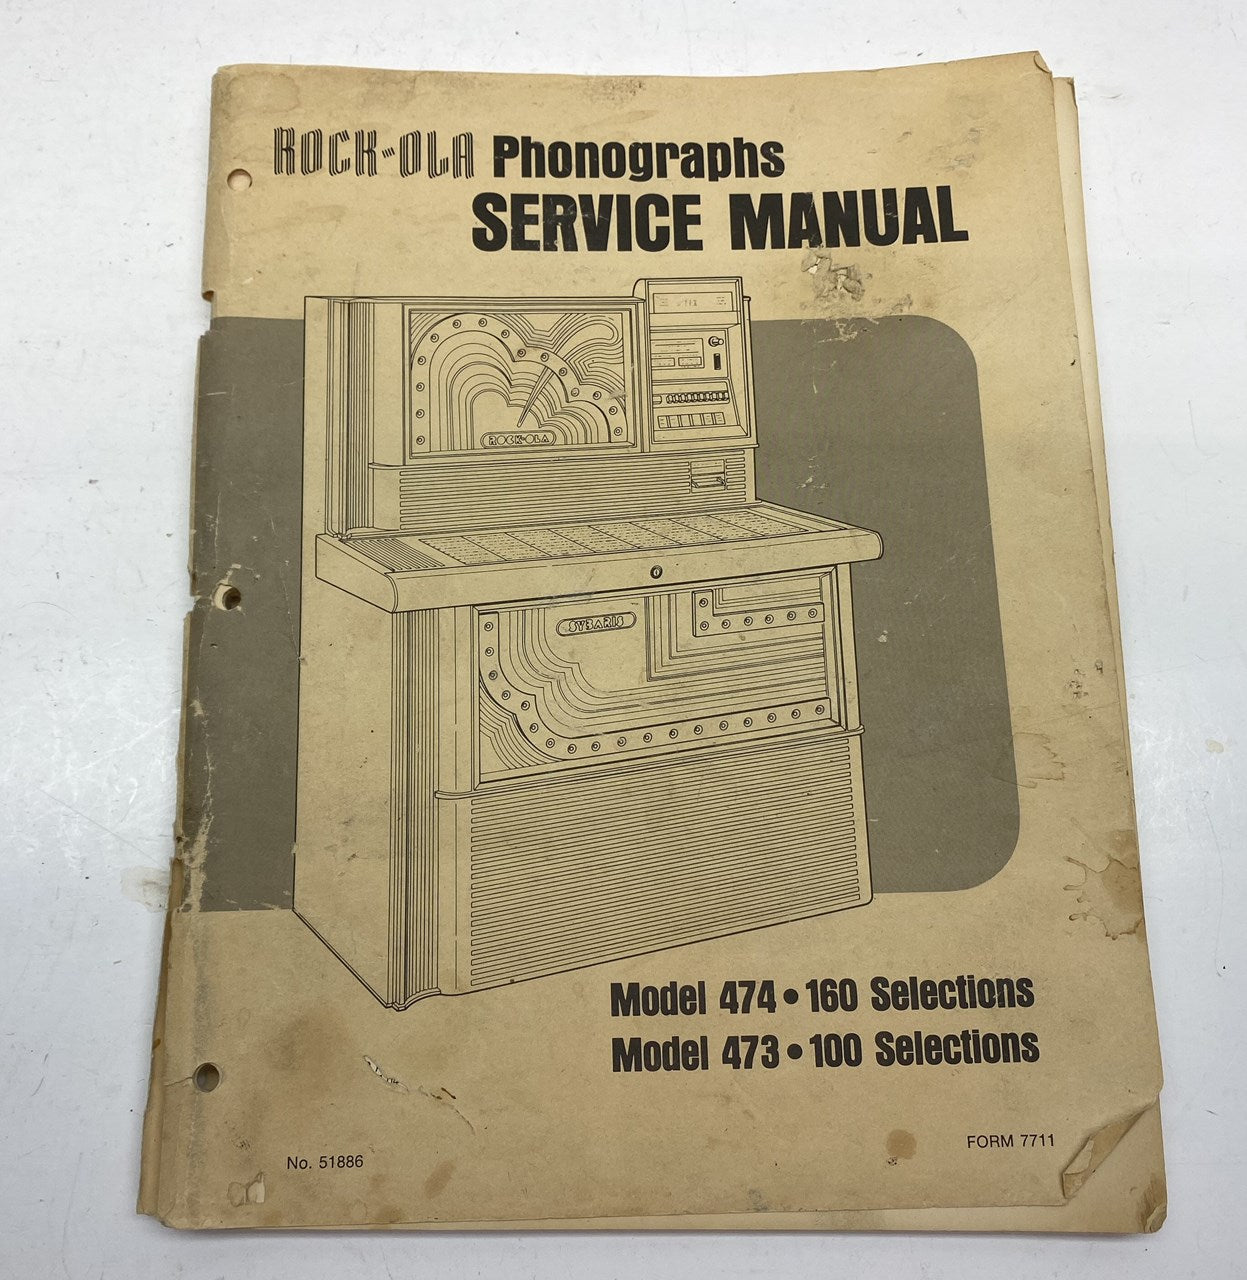 ROCK-OLA Phonographs
SERVICE MANUAL
ROCK-OLA
SYBARIS
Model 474 • 160 Selections
Model 473 • 100 Selections
FORM 7711
No. 51886